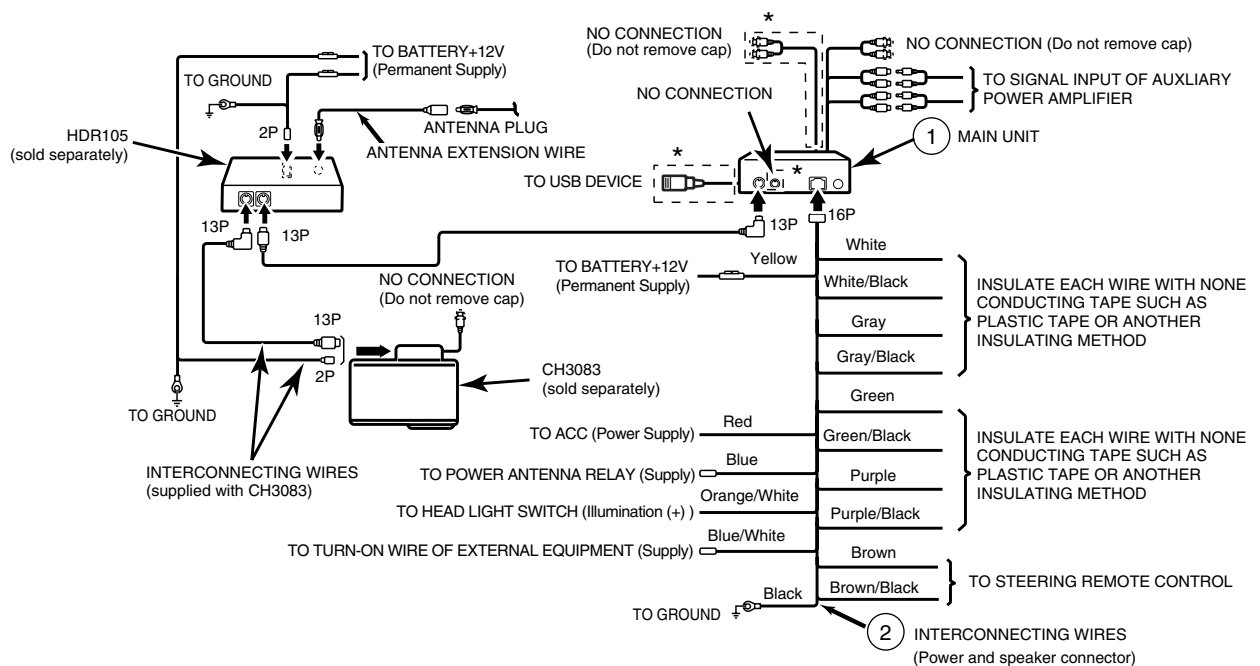 TO BATTERY+12V
(Permanent Supply)
TO GROUND
2P
ANTENNA PLUG
ANTENNA EXTENSION WIRE
HDR105
(sold separately)
13P
13P
NO CONNECTION
(Do not remove cap)
13P
2P
CH3083
(sold separately)
TO GROUND
INTERCONNECTING WIRES
(supplied with CH3083)
*
NO CONNECTION
(Do not remove cap)
NO CONNECTION (Do not remove cap)
TO SIGNAL INPUT OF AUXLIARY
POWER AMPLIFIER
NO CONNECTION
1 MAIN UNIT
*
*
TO USB DEVICE
13P
16P
TO BATTERY+12V
(Permanent Supply)
Yellow
White
White/Black
Gray
Gray/Black
INSULATE EACH WIRE WITH NONE
CONDUCTING TAPE SUCH AS
PLASTIC TAPE OR ANOTHER
INSULATING METHOD
Green
Green/Black
Purple
Purple/Black
INSULATE EACH WIRE WITH NONE
CONDUCTING TAPE SUCH AS
PLASTIC TAPE OR ANOTHER
INSULATING METHOD
TO ACC (Power Supply)
Red
TO POWER ANTENNA RELAY (Supply)
Blue
TO HEAD LIGHT SWITCH (Illumination (+) )
Orange/White
TO TURN-ON WIRE OF EXTERNAL EQUIPMENT (Supply)
Blue/White
Brown
Brown/Black
TO STEERING REMOTE CONTROL
TO GROUND
Black
2 INTERCONNECTING WIRES
(Power and speaker connector)